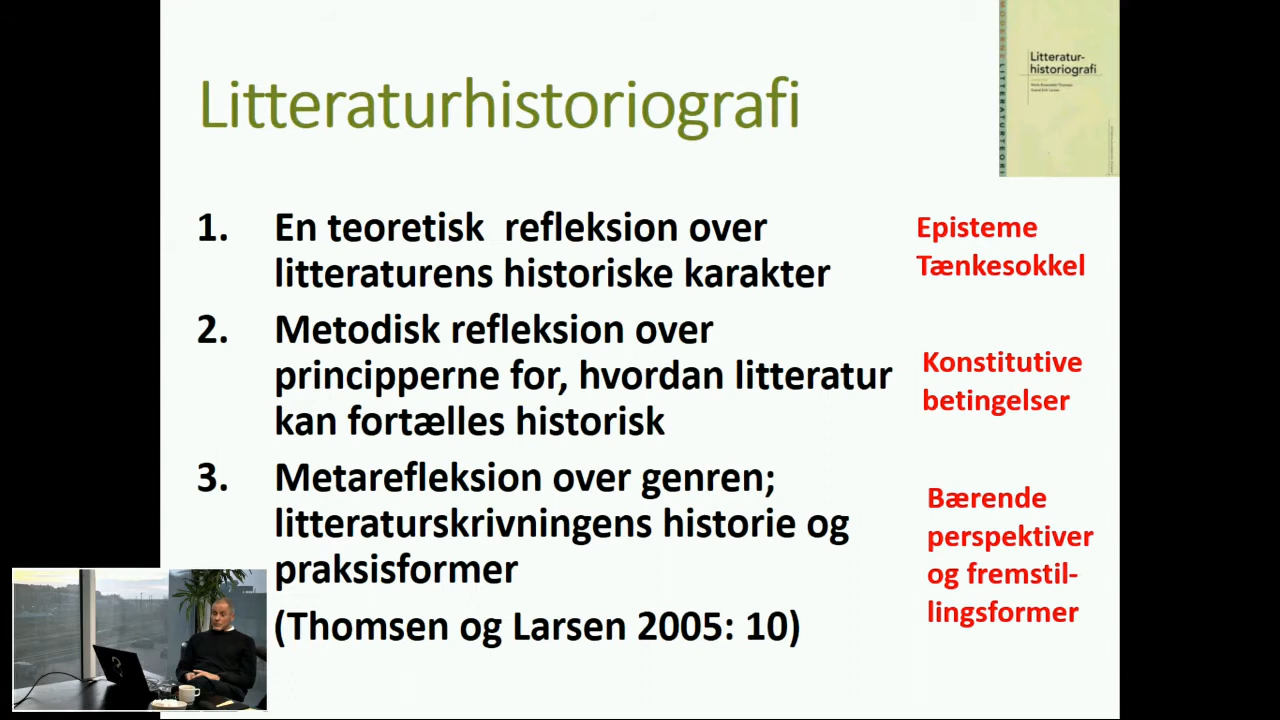 Litteraturhistoriografi
MODERNE LITTERATURTEORI
Litteratur-
historiografi
1. En teoretisk refleksion over
litteraturens historiske karakter
Episteme
Tænkesokkel
2. Metodisk refleksion over
principperne for, hvordan litteratur
kan fortælles historisk
Konstitutive
betingelser
3. Metarefleksion over genren;
litteraturskrivningens historie og
praksisformer
Bærende
perspektiver
og fremstil-
lingsformer
(Thomsen og Larsen 2005: 10)